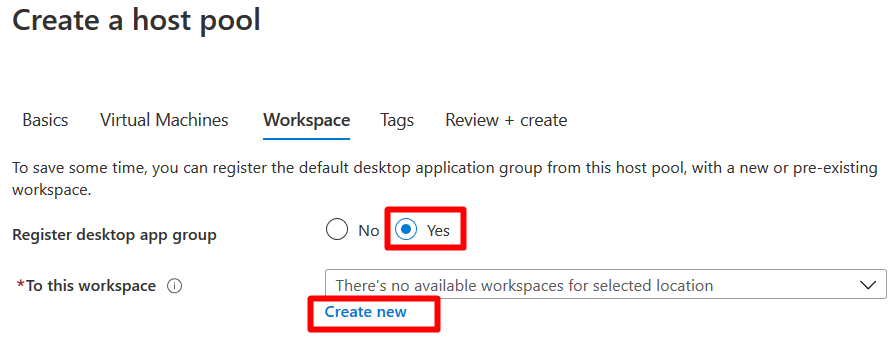 Create a host pool
Basics Virtual Machines Workspace Tags Review + create
To save some time, you can register the default desktop application group from this host pool, with a new or pre-existing
workspace.
Register desktop app group No Yes
*To this workspace There's no available workspaces for selected location
Create new